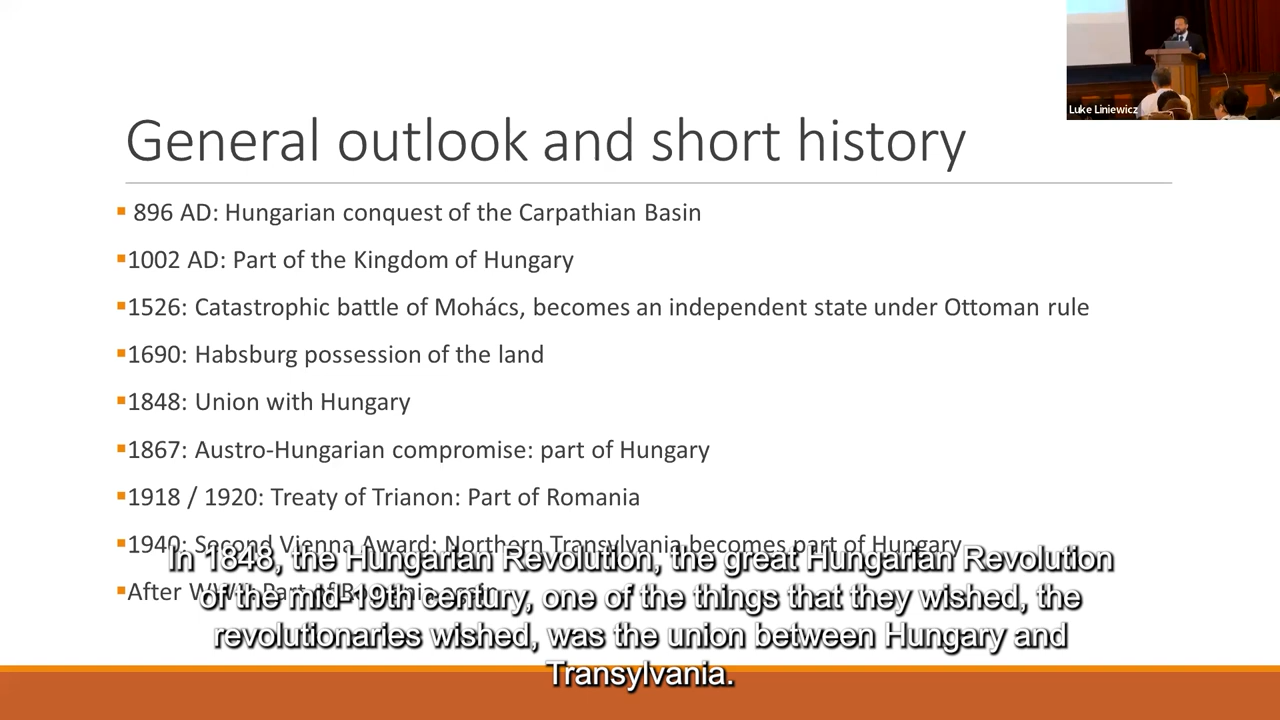 Luke Liniewicz
General outlook and short history
▪ 896 AD: Hungarian conquest of the Carpathian Basin
▪1002 AD: Part of the Kingdom of Hungary
▪1526: Catastrophic battle of Mohács, becomes an independent state under Ottoman rule
▪1690: Habsburg possession of the land
▪1848: Union with Hungary
▪1867: Austro-Hungarian compromise: part of Hungary
▪1918 / 1920: Treaty of Trianon: Part of Romania
▪1940: Second Vienna Award: Northern Transylvania becomes part of Hungary
▪After WWII: Part of Romania again
In 1848, the Hungarian Revolution, the great Hungarian Revolution
of the mid-19th century, one of the things that they wished, the
revolutionaries wished, was the union between Hungary and
Transylvania.